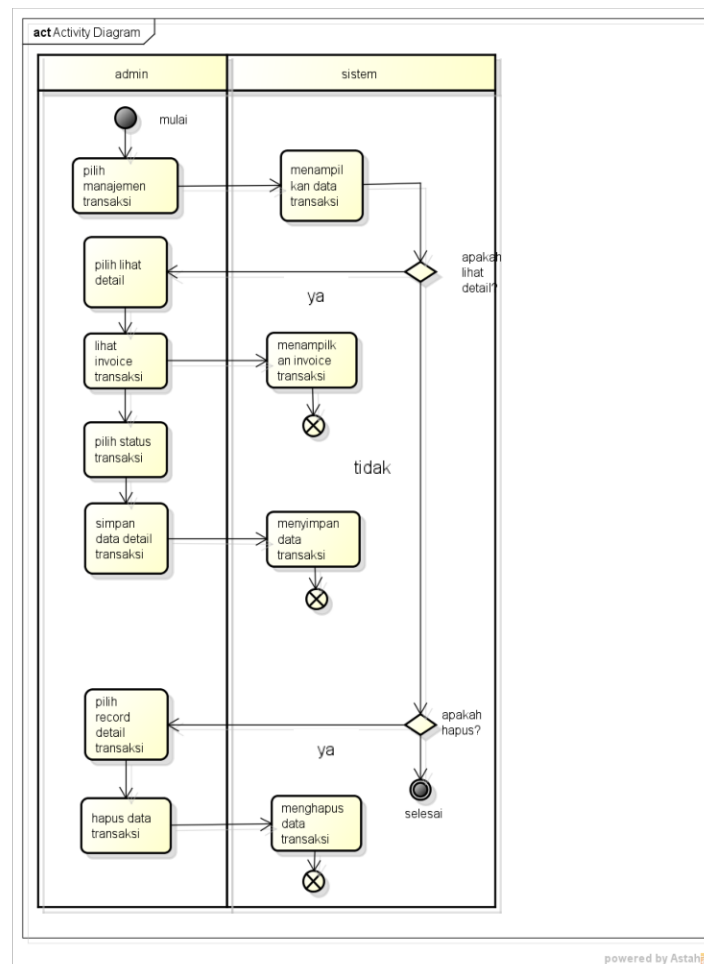 act Activity Diagram
admin
sistem
mulai
pilih
manajemen
transaksi
menampil
kan data
transaksi
apakah
lihat
detail?
pilih lihat
detail
ya
lihat
invoice
transaksi
menampilk
an invoice
transaksi
pilih status
transaksi
tidak
simpan
data detail
transaksi
menyimpan
data
transaksi
pilih
record
detail
transaksi
apakah
hapus?
ya
selesai
hapus data
transaksi
menghapus
data
transaksi
powered by Astah